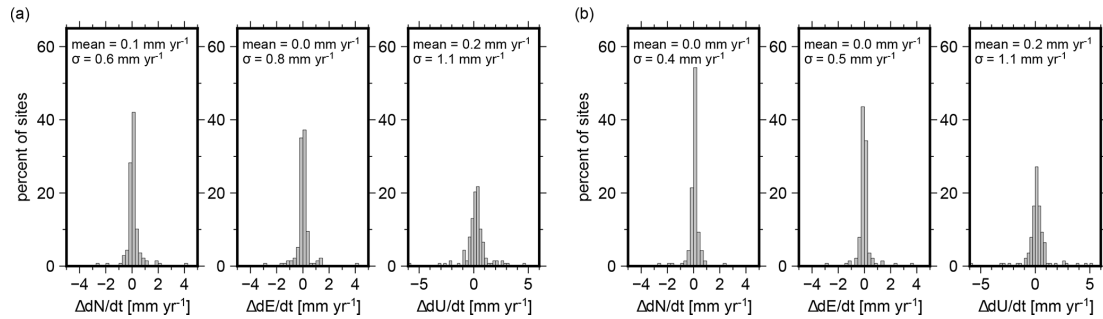 (a)
percent of sites
60
40
20
0
mean = 0.1 mm yr⁻¹
σ = 0.6 mm yr⁻¹
−4 −2 0 2 4
ΔdN/dt [mm yr⁻¹]
60
40
20
0
mean = 0.0 mm yr⁻¹
σ = 0.8 mm yr⁻¹
−4 −2 0 2 4
ΔdE/dt [mm yr⁻¹]
60
40
20
0
mean = 0.2 mm yr⁻¹
σ = 1.1 mm yr⁻¹
−5 0 5
ΔdU/dt [mm yr⁻¹]
(b)
percent of sites
60
40
20
0
mean = 0.0 mm yr⁻¹
σ = 0.4 mm yr⁻¹
−4 −2 0 2 4
ΔdN/dt [mm yr⁻¹]
60
40
20
0
mean = 0.0 mm yr⁻¹
σ = 0.5 mm yr⁻¹
−4 −2 0 2 4
ΔdE/dt [mm yr⁻¹]
60
40
20
0
mean = 0.2 mm yr⁻¹
σ = 1.1 mm yr⁻¹
−5 0 5
ΔdU/dt [mm yr⁻¹]